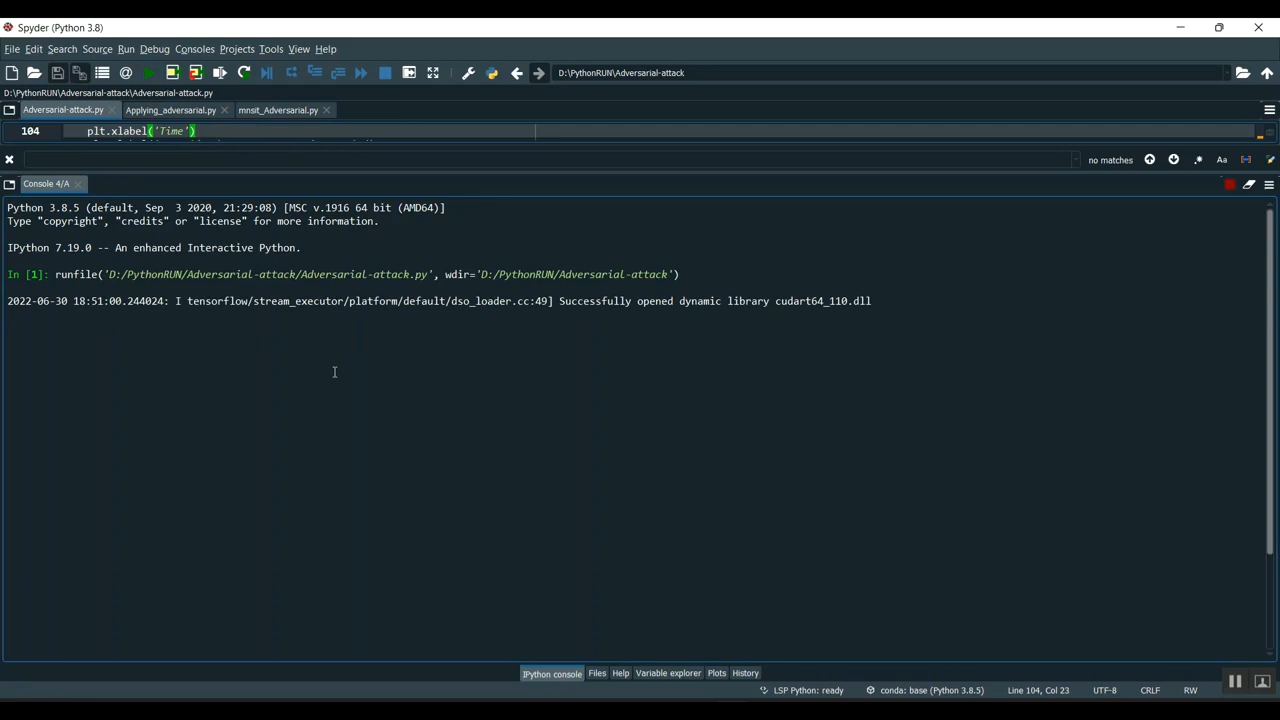 Spyder (Python 3.8)
File Edit Search Source Run Debug Consoles Projects Tools View Help
D:\PythonRUN\Adversarial-attack
D:\PythonRUN\Adversarial-attack\Adversarial-attack.py
Adversarial-attack.py Applying_adversarial.py mnsit_Adversarial.py
104 plt.xlabel('Time')
no matches .* Aa
Console 4/A
Python 3.8.5 (default, Sep 3 2020, 21:29:08) [MSC v.1916 64 bit (AMD64)]
Type "copyright", "credits" or "license" for more information.
IPython 7.19.0 -- An enhanced Interactive Python.
In [1]: runfile('D:/PythonRUN/Adversarial-attack/Adversarial-attack.py', wdir='D:/PythonRUN/Adversarial-attack')
2022-06-30 18:51:00.244024: I tensorflow/stream_executor/platform/default/dso_loader.cc:49] Successfully opened dynamic library cudart64_110.dll
IPython console Files Help Variable explorer Plots History
LSP Python: ready conda: base (Python 3.8.5) Line 104, Col 23 UTF-8 CRLF RW